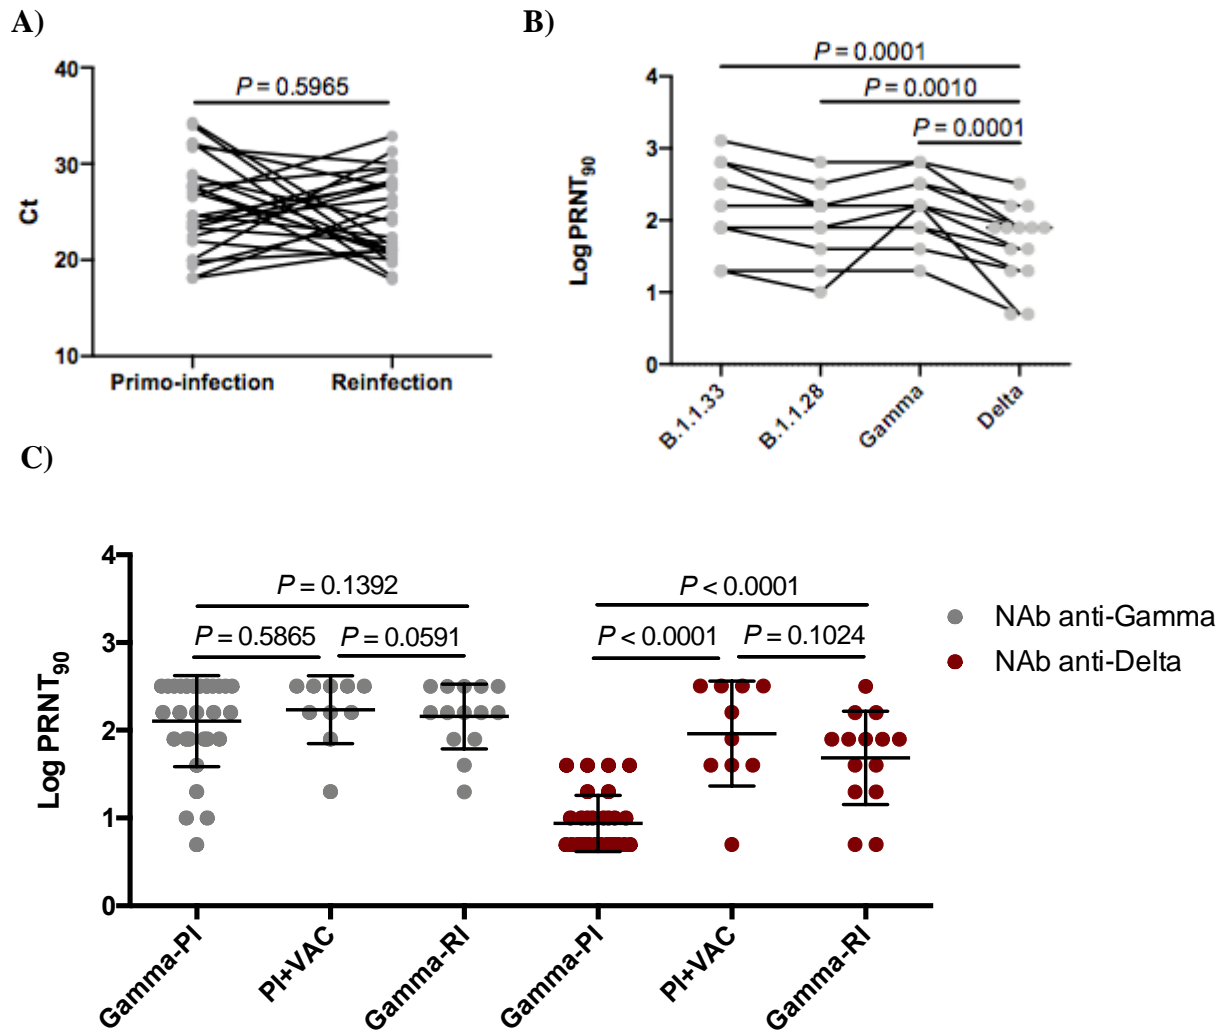 A)
B)
P = 0.5965
40
30
20
10
Ct
Primo-infection
Reinfection
P = 0.0001
P = 0.0010
P = 0.0001
4
3
2
1
0
Log PRNT90
B.1.1.33
B.1.1.28
Gamma
Delta
C)
4
3
2
1
0
Log PRNT90
P = 0.1392
P = 0.5865
P = 0.0591
P < 0.0001
P < 0.0001
P = 0.1024
NAb anti-Gamma
NAb anti-Delta
Gamma-PI
PI+VAC
Gamma-RI
Gamma-PI
PI+VAC
Gamma-RI